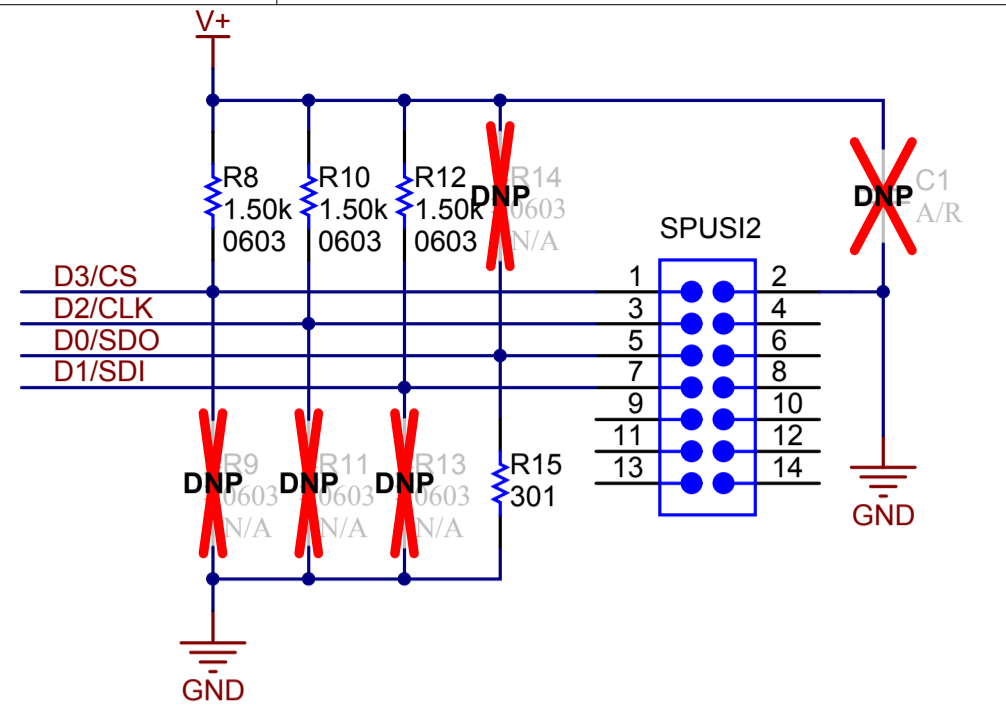 V+
R8
1.50k
0603
R10
1.50k
0603
R12
1.50k
0603
R14
0603
N/A
DNP
C1
A/R
DNP
SPUSI2
D3/CS
D2/CLK
D0/SDO
D1/SDI
1 2
3 4
5 6
7 8
9 10
11 12
13 14
R9
0603
N/A
DNP
R11
0603
N/A
DNP
R13
0603
N/A
DNP
R15
301
GND
GND